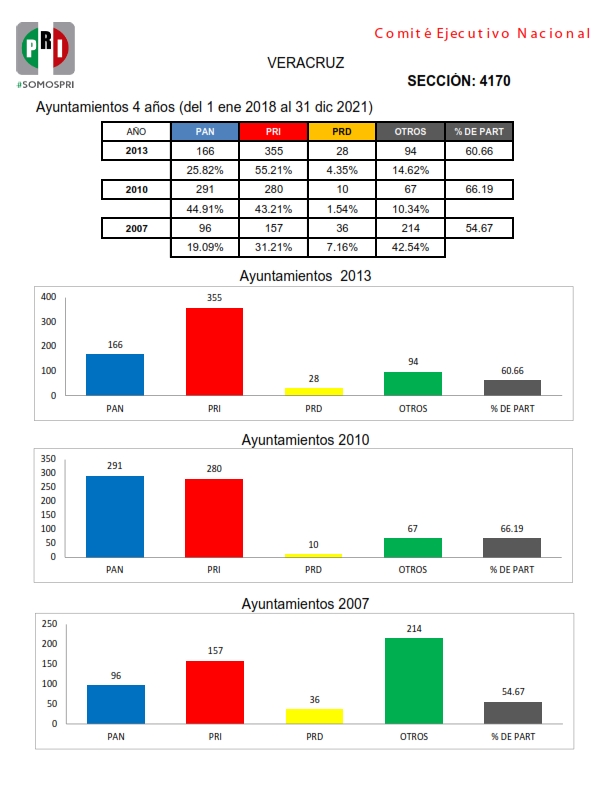 Comité Ejecutivo Nacional
PRI
#SOMOSPRI
VERACRUZ
SECCIÓN: 4170
Ayuntamientos 4 años (del 1 ene 2018 al 31 dic 2021)
AÑO PAN PRI PRD OTROS % DE PART
2013 166 355 28 94 60.66
25.82% 55.21% 4.35% 14.62%
2010 291 280 10 67 66.19
44.91% 43.21% 1.54% 10.34%
2007 96 157 36 214 54.67
19.09% 31.21% 7.16% 42.54%
Ayuntamientos 2013
400
300
200
100
0
166 355 28 94 60.66
PAN PRI PRD OTROS % DE PART
Ayuntamientos 2010
350
300
250
200
150
100
50
0
291 280 10 67 66.19
PAN PRI PRD OTROS % DE PART
Ayuntamientos 2007
250
200
150
100
50
0
96 157 36 214 54.67
PAN PRI PRD OTROS % DE PART